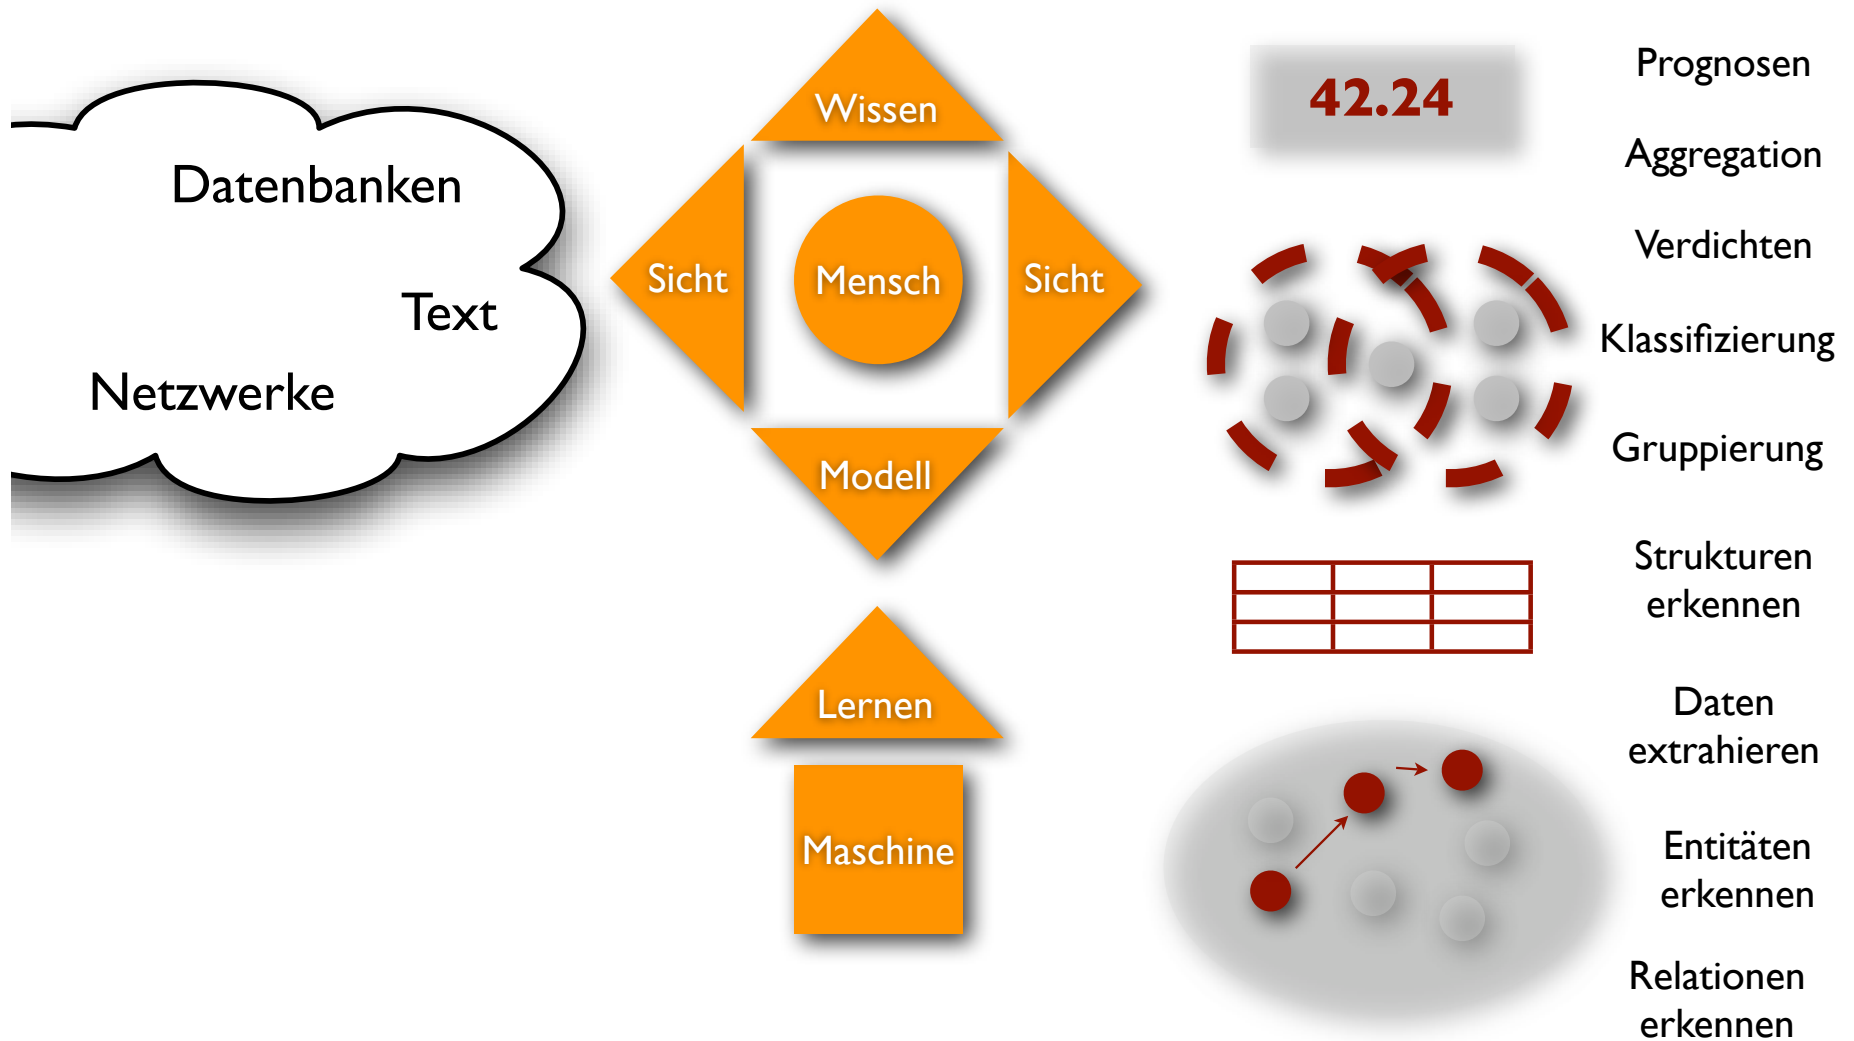 Datenbanken
Text
Netzwerke
Wissen
Sicht
Mensch
Sicht
Modell
Lernen
Maschine
42.24
Prognosen
Aggregation
Verdichten
Klassifizierung
Gruppierung
Strukturen
erkennen
Daten
extrahieren
Entitäten
erkennen
Relationen
erkennen